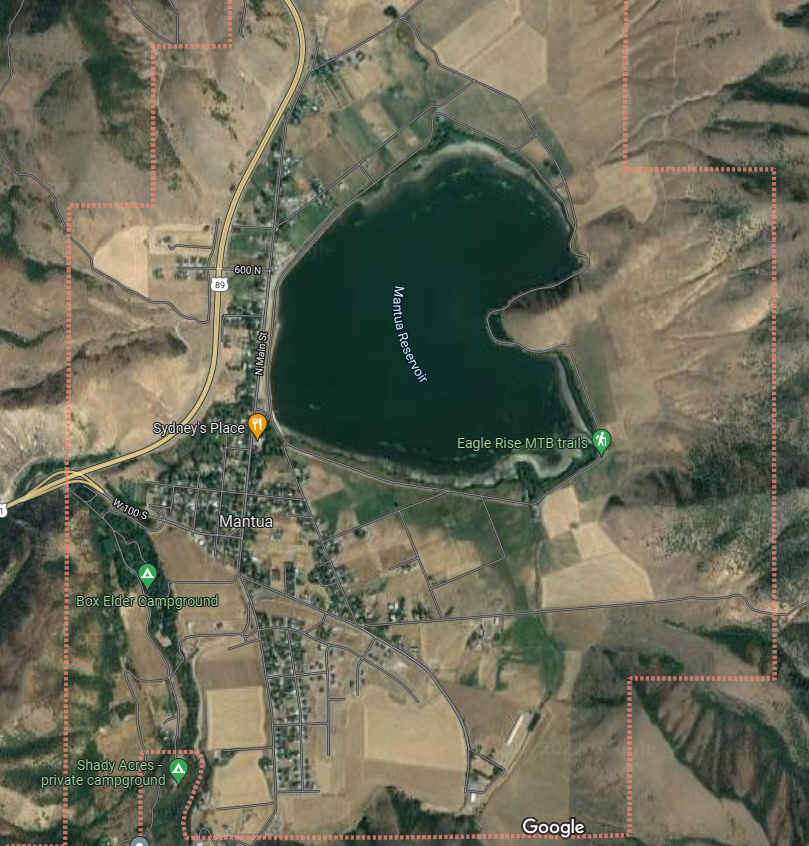 600 N
89
N Main St
Mantua Reservoir
Sydney's Place
Eagle Rise MTB trails
W 100 S
Mantua
Box Elder Campground
Shady Acres -
private campground
Google